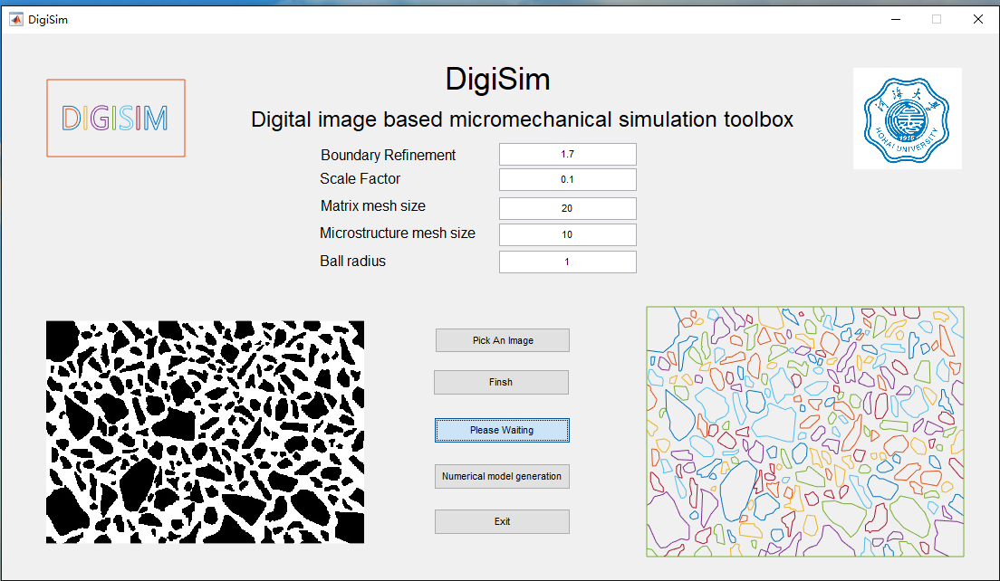 DigiSim
DigiSim
DIGISIM
Digital image based micromechanical simulation toolbox
河海大学
1915
HOHAI UNIVERSITY
Boundary Refinement 1.7
Scale Factor 0.1
Matrix mesh size 20
Microstructure mesh size 10
Ball radius 1
Pick An Image
Finsh
Please Waiting
Numerical model generation
Exit